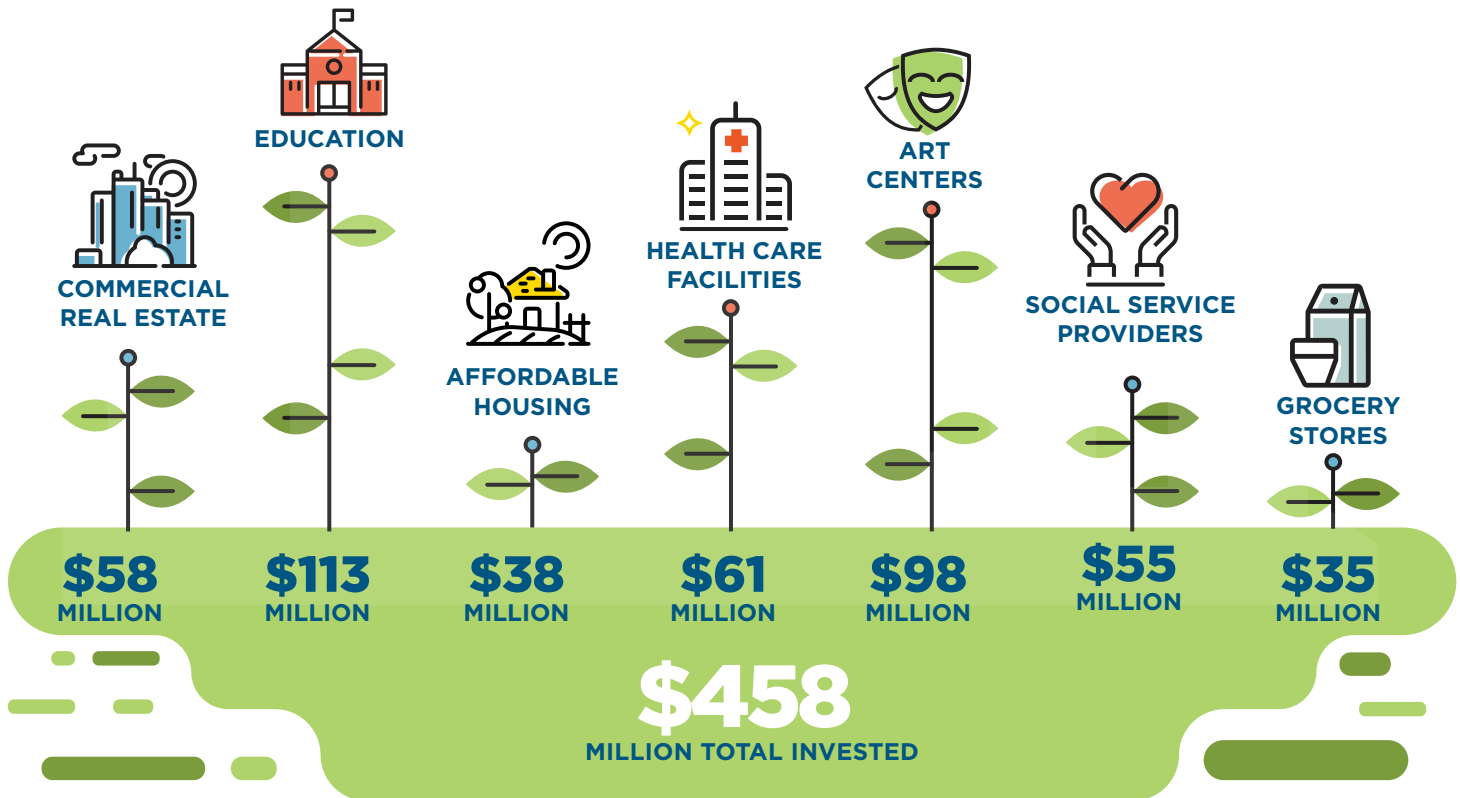 EDUCATION
ART
CENTERS
HEALTH CARE
FACILITIES
COMMERCIAL
REAL ESTATE
SOCIAL SERVICE
PROVIDERS
AFFORDABLE
HOUSING
GROCERY
STORES
$58
MILLION
$113
MILLION
$38
MILLION
$61
MILLION
$98
MILLION
$55
MILLION
$35
MILLION
$458
MILLION TOTAL INVESTED